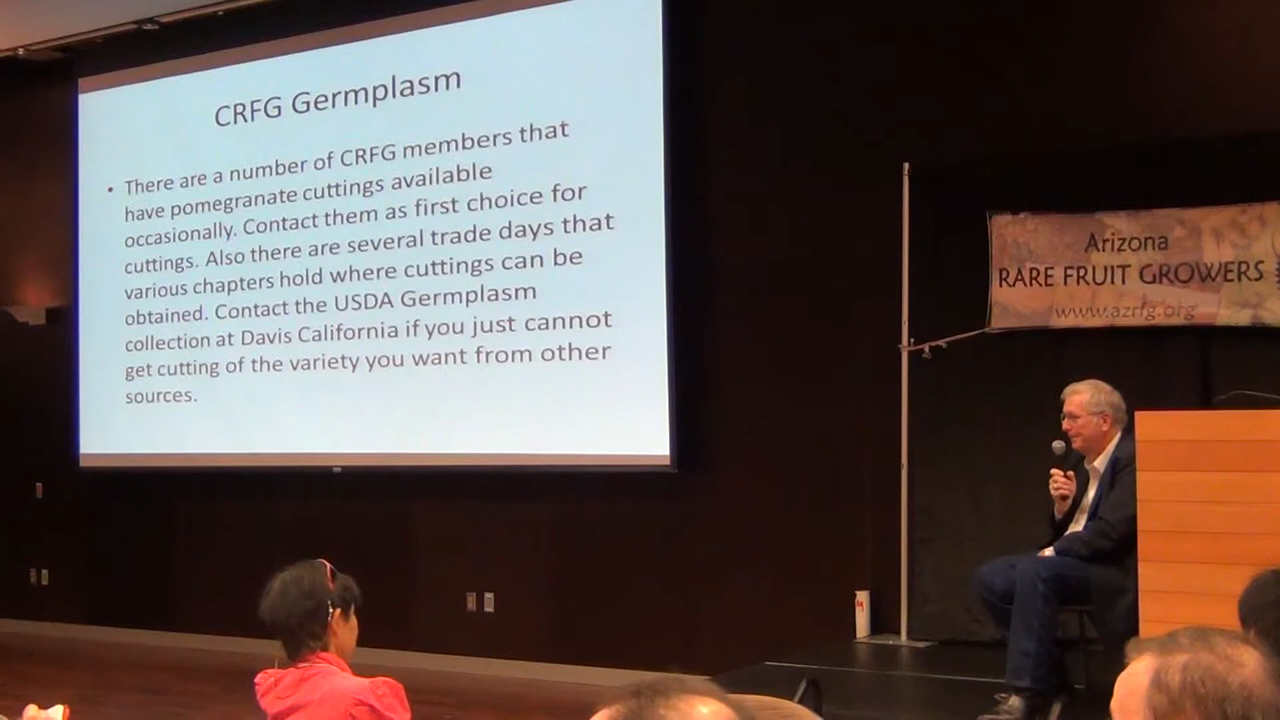 CRFG Germplasm
• There are a number of CRFG members that
have pomegranate cuttings available
occasionally. Contact them as first choice for
cuttings. Also there are several trade days that
various chapters hold where cuttings can be
obtained. Contact the USDA Germplasm
collection at Davis California if you just cannot
get cutting of the variety you want from other
sources.
Arizona
RARE FRUIT GROWERS
www.azrfg.org